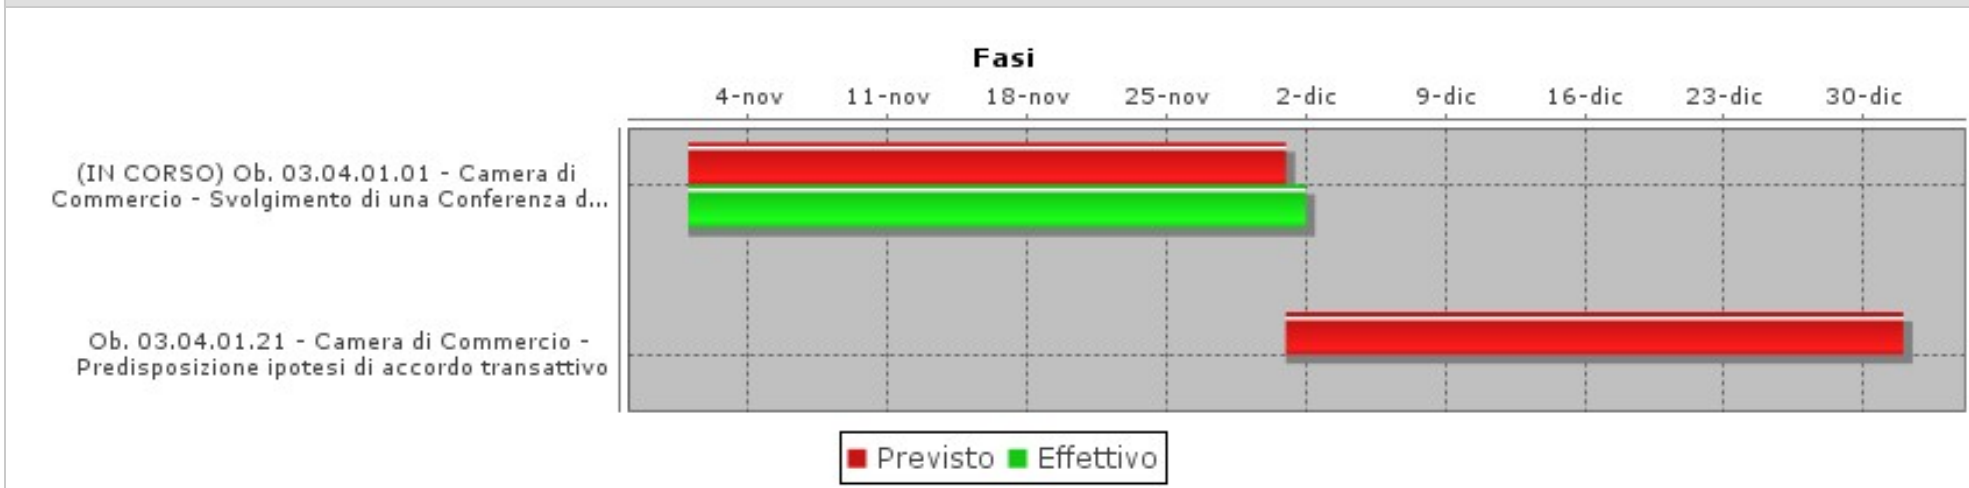 Fasi
4-nov 11-nov 18-nov 25-nov 2-dic 9-dic 16-dic 23-dic 30-dic
(IN CORSO) Ob. 03.04.01.01 - Camera di
Commercio - Svolgimento di una Conferenza d...
Ob. 03.04.01.21 - Camera di Commercio -
Predisposizione ipotesi di accordo transattivo
Previsto Effettivo